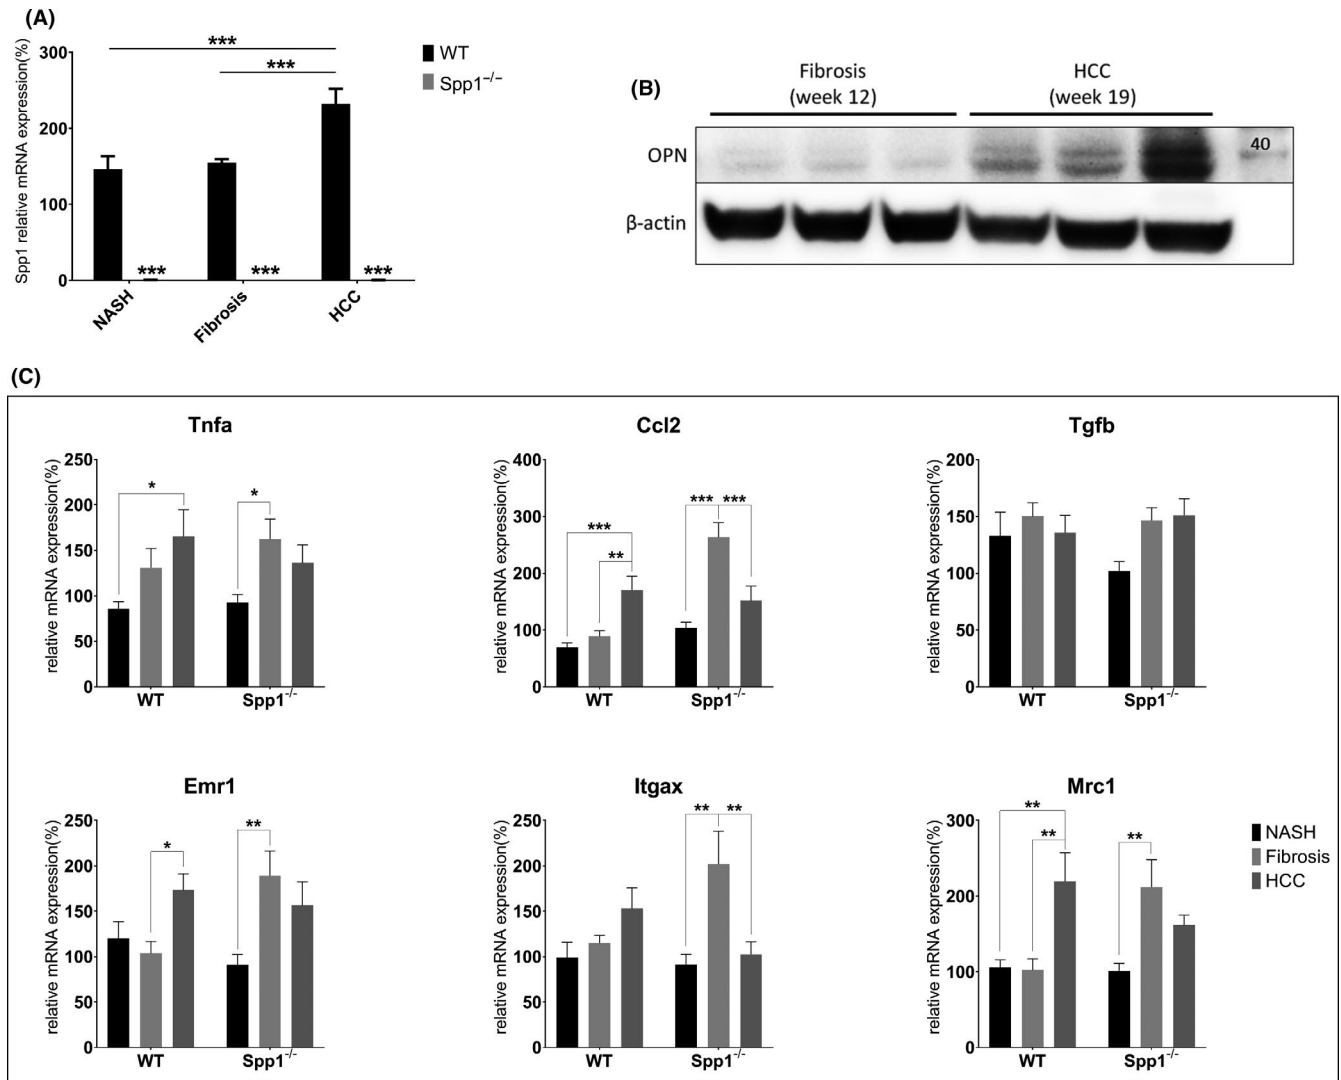 (A)
Spp1 relative mRNA expression(%)
300
200
100
0
***
***
***
***
***
NASH
Fibrosis
HCC
WT
Spp1⁻/⁻
(B)
Fibrosis
(week 12)
HCC
(week 19)
OPN
40
β-actin
(C)
Tnfa
relative mRNA expression(%)
250
200
150
100
50
0
*
*
WT
Spp1⁻/⁻
Ccl2
relative mRNA expression(%)
400
300
200
100
0
***
**
*** ***
WT
Spp1⁻/⁻
Tgfb
relative mRNA expression(%)
200
150
100
50
0
WT
Spp1⁻/⁻
Emr1
relative mRNA expression(%)
250
200
150
100
50
0
*
**
WT
Spp1⁻/⁻
Itgax
relative mRNA expression(%)
250
200
150
100
50
0
** **
WT
Spp1⁻/⁻
Mrc1
relative mRNA expression(%)
300
200
100
0
**
**
**
WT
Spp1⁻/⁻
NASH
Fibrosis
HCC